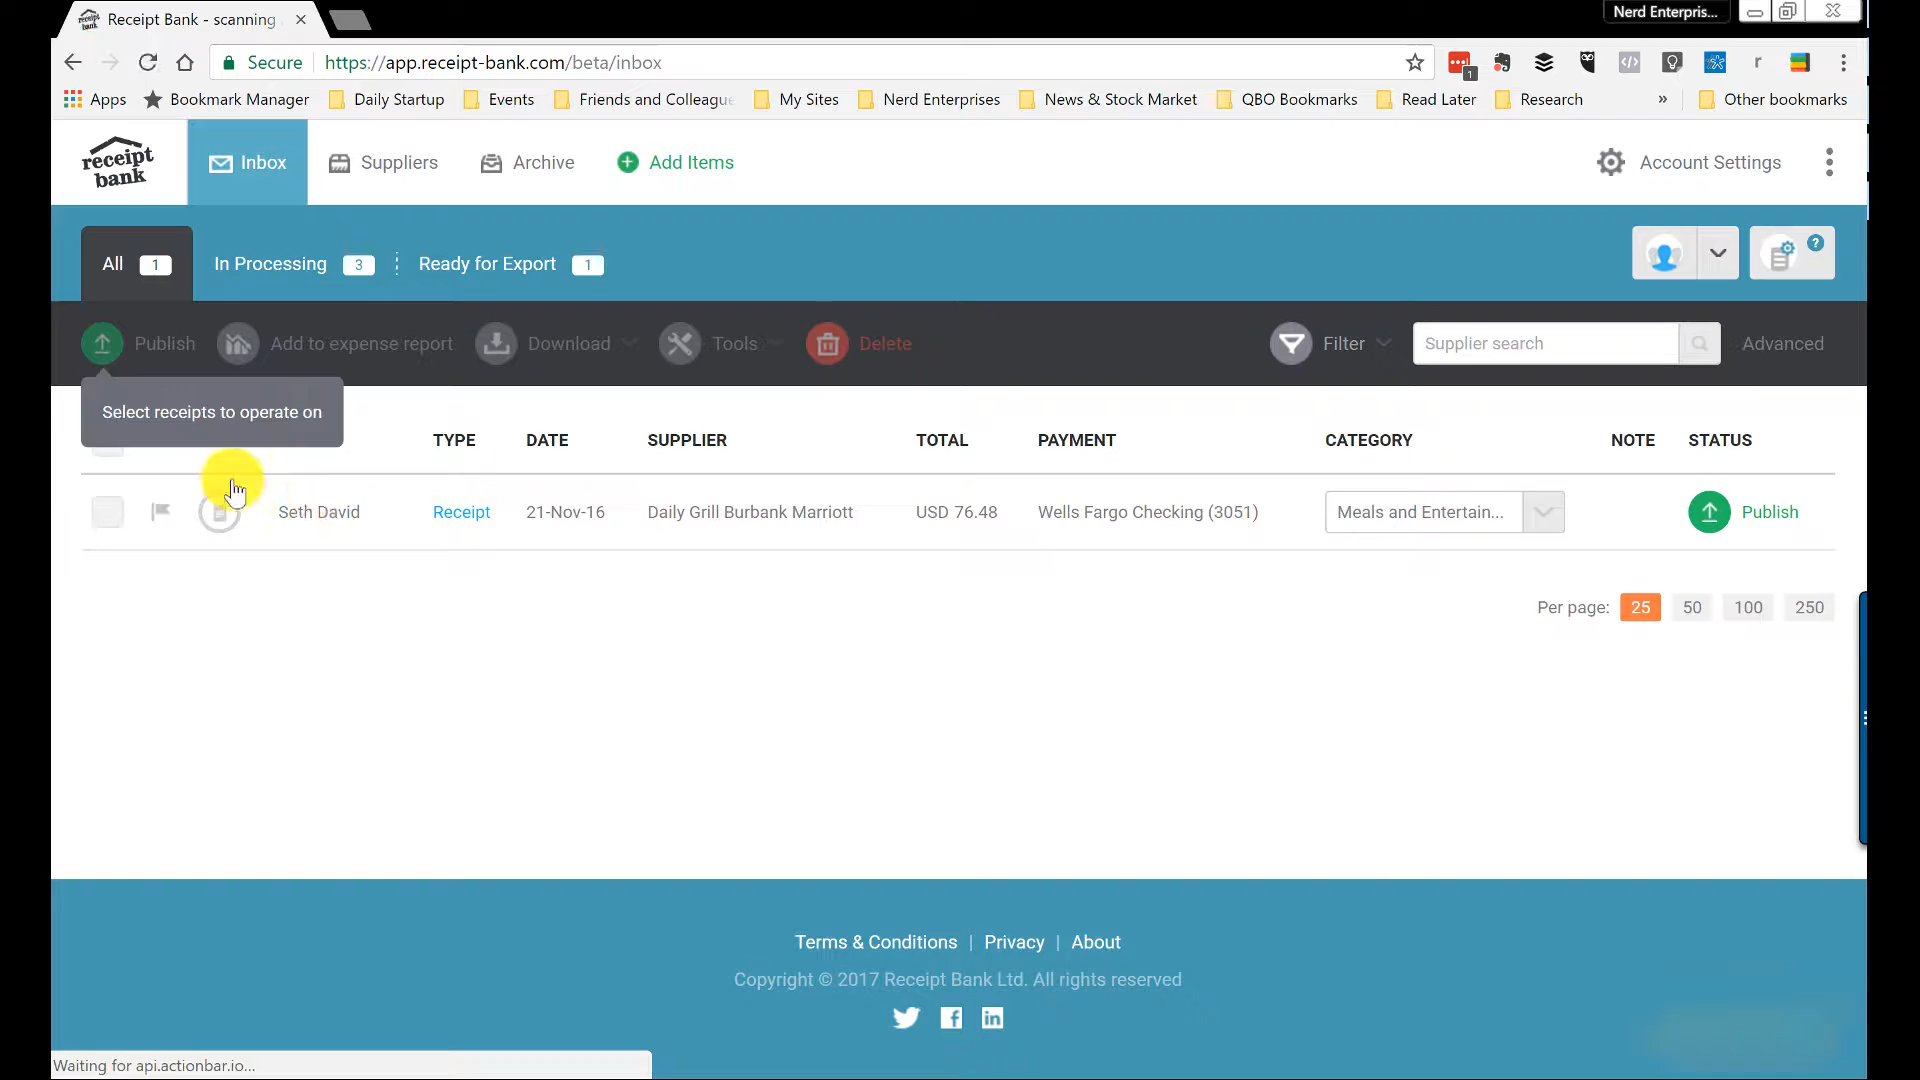 Receipt Bank - scanning
Nerd Enterpris...
Secure https://app.receipt-bank.com/beta/inbox
1
r
Apps Bookmark Manager Daily Startup Events Friends and Colleagu My Sites Nerd Enterprises News & Stock Market QBO Bookmarks Read Later Research » Other bookmarks
receipt
bank
Inbox Suppliers Archive Add Items Account Settings
All 1 In Processing 3 Ready for Export 1
?
Publish Add to expense report Download Tools Delete Filter Supplier search Advanced
Select receipts to operate on
TYPE DATE SUPPLIER TOTAL PAYMENT CATEGORY NOTE STATUS
Seth David Receipt 21-Nov-16 Daily Grill Burbank Marriott USD 76.48 Wells Fargo Checking (3051) Meals and Entertain... Publish
Per page: 25 50 100 250
Terms & Conditions | Privacy | About
Copyright © 2017 Receipt Bank Ltd. All rights reserved
Waiting for api.actionbar.io...